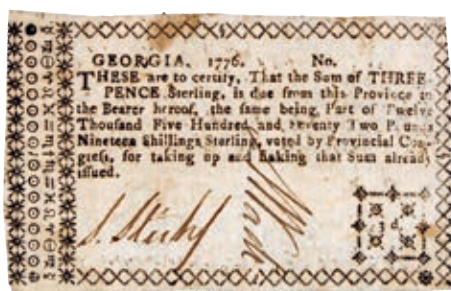 GEORGIA. 1776. No.
THESE are to certify, That the Sum of THREE-
PENCE Sterling, is due from this Province to
the Bearer hereof, the same being Part of Twelve
Thousand Five Hundred and seventy Two Pounds
Nineteen Shillings Sterling, voted by Provincial Con-
gress, for taking up and sinking that Sum already
issued.